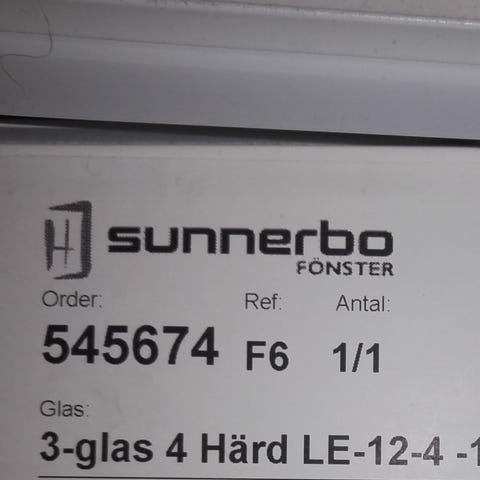 H sunnerbo
FÖNSTER
Order: Ref: Antal:
545674 F6 1/1
Glas:
3-glas 4 Härd LE-12-4 -1